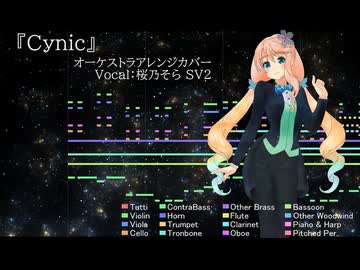 『Cynic』
オーケストラアレンジカバー
Vocal：桜乃そら SV2
Tutti
Violin
Viola
Cello
ContraBass
Horn
Trumpet
Trombone
Other Brass
Flute
Clarinet
Oboe
Bassoon
Other Woodwind
Piano & Harp
Pitched Per.